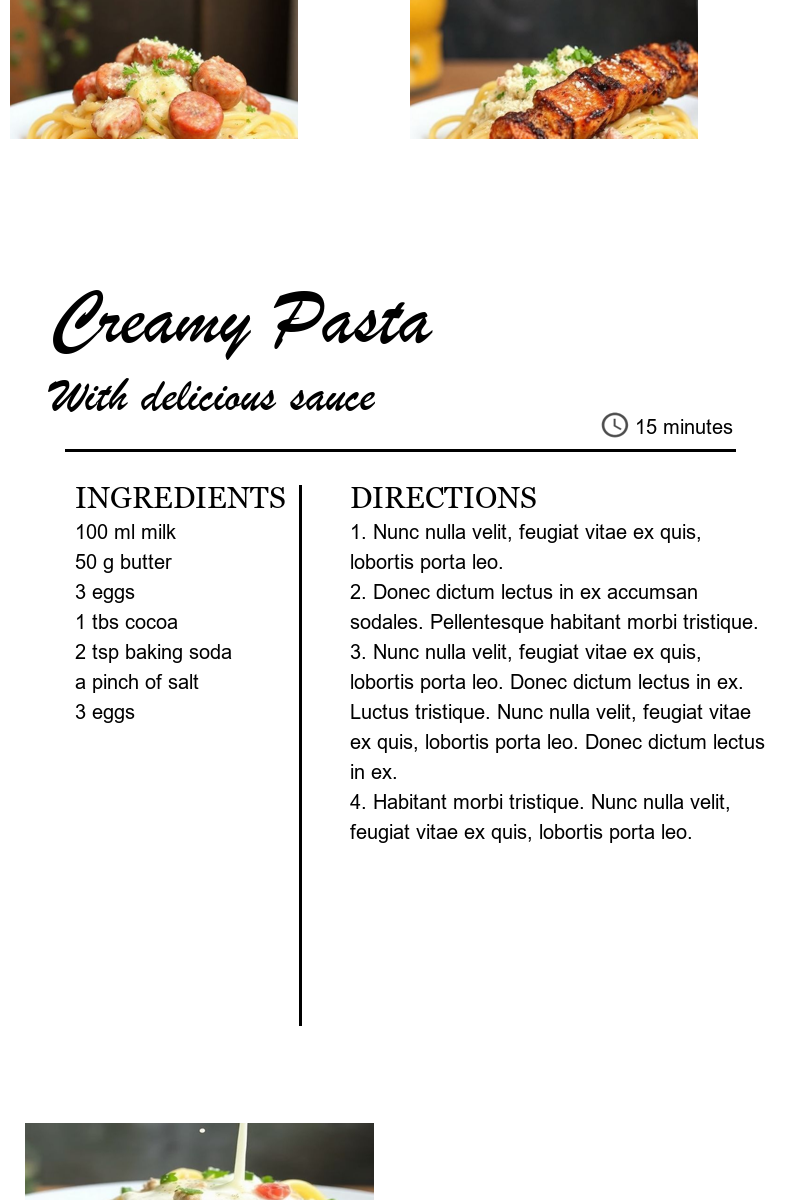 Creamy Pasta
With delicious sauce
15 minutes
INGREDIENTS
100 ml milk
50 g butter
3 eggs
1 tbs cocoa
2 tsp baking soda
a pinch of salt
3 eggs
DIRECTIONS
1. Nunc nulla velit, feugiat vitae ex quis,
lobortis porta leo.
2. Donec dictum lectus in ex accumsan
sodales. Pellentesque habitant morbi tristique.
3. Nunc nulla velit, feugiat vitae ex quis,
lobortis porta leo. Donec dictum lectus in ex.
Luctus tristique. Nunc nulla velit, feugiat vitae
ex quis, lobortis porta leo. Donec dictum lectus
in ex.
4. Habitant morbi tristique. Nunc nulla velit,
feugiat vitae ex quis, lobortis porta leo.